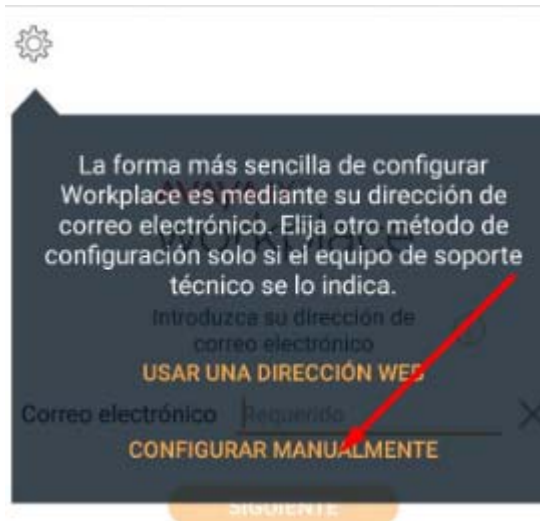 La forma más sencilla de configurar
Workplace es mediante su dirección de
correo electrónico. Elija otro método de
configuración solo si el equipo de soporte
técnico se lo indica.
Introduzca su dirección de
correo electrónico
USAR UNA DIRECCIÓN WEB
Correo electrónico Requerido
CONFIGURAR MANUALMENTE
SIGUIENTE